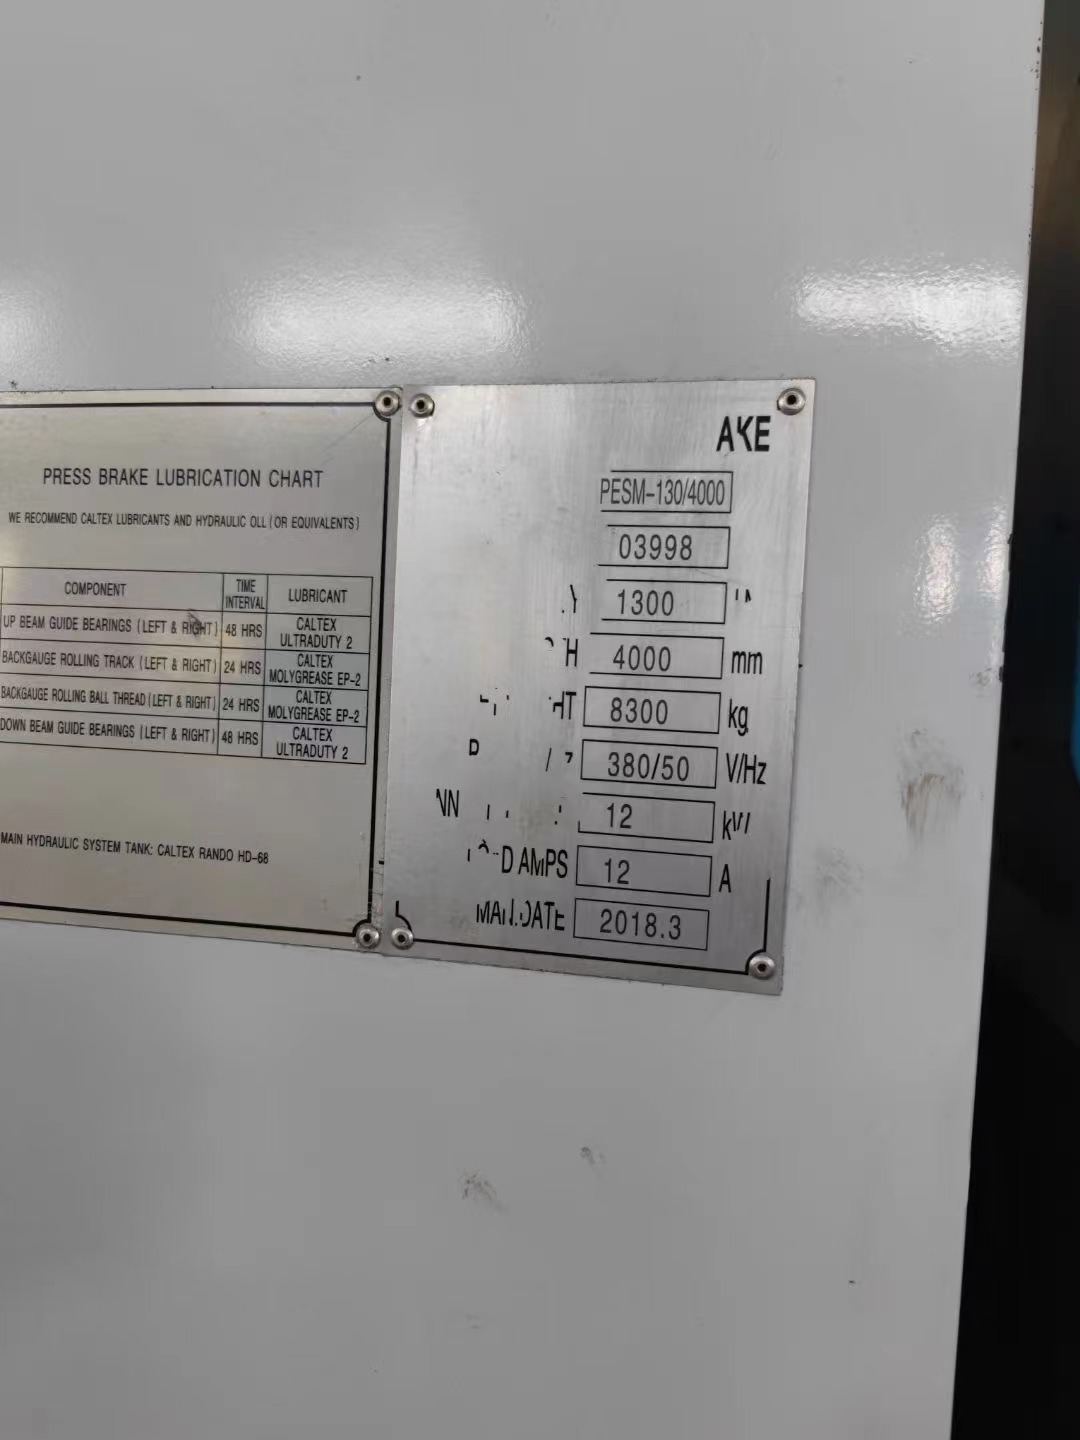 PRESS BRAKE LUBRICATION CHART
WE RECOMMEND CALTEX LUBRICANTS AND HYDRAULIC OLL (OR EQUIVALENTS)
COMPONENT TIME INTERVAL LUBRICANT
UP BEAM GUIDE BEARINGS (LEFT & RIGHT) 48 HRS CALTEX ULTRADUTY 2
BACKGAUGE ROLLING TRACK (LEFT & RIGHT) 24 HRS CALTEX MOLYGREASE EP-2
BACKGAUGE ROLLING BALL THREAD (LEFT & RIGHT) 24 HRS CALTEX MOLYGREASE EP-2
DOWN BEAM GUIDE BEARINGS (LEFT & RIGHT) 48 HRS CALTEX ULTRADUTY 2
MAIN HYDRAULIC SYSTEM TANK: CALTEX RANDO HD-68
AKE
PESM-130/4000
03998
1300
4000 mm
8300 kg
380/50 V/Hz
12 kW
AMPS 12 A
DATE 2018.3